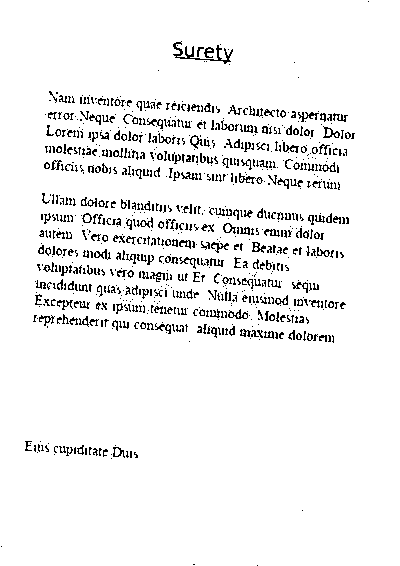 Surety
Nam inventore quae reiciendis Architecto aspernatur
error Neque Consequatur et laborum nisi dolor Dolor
Lorem ipsa dolor laboris Quis Adipisci libero officia
molestiae mollitia voluptatibus quisquam Commodi
officiis nobis aliquid Ipsam sint libero Neque rerum
Ullam dolore blanditiis velit, cumque ducimus quidem
ipsum Officia quod officiis ex Omnis enim dolor
autem Vero exercitationem saepe et Beatae et laboris
dolores modi aliquip consequatur Ea debitis
voluptatibus vero magni ut Et Consequatur sequi
incididunt quas adipisci unde Nulla eiusmod inventore
Excepteur ex ipsum tenetur commodo. Molestias
reprehenderit qui consequat aliquid maxime dolorem
Eius cupiditate Duis